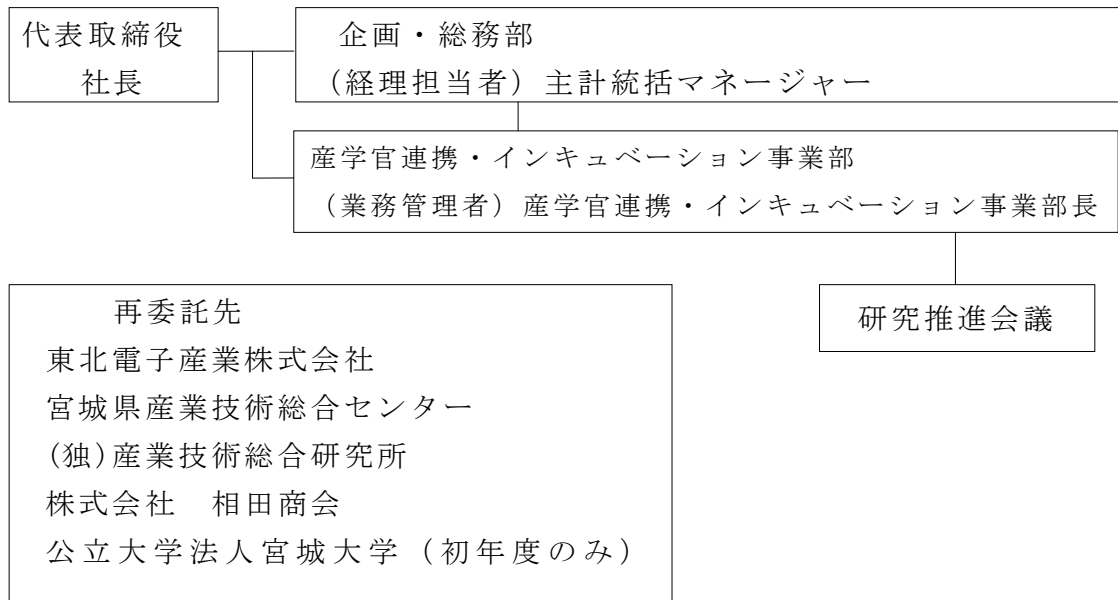 代表取締役
社長
企画・総務部
（経理担当者）主計統括マネージャー
産学官連携・インキュベーション事業部
（業務管理者）産学官連携・インキュベーション事業部長
研究推進会議
再委託先
東北電子産業株式会社
宮城県産業技術総合センター
(独)産業技術総合研究所
株式会社　相田商会
公立大学法人宮城大学（初年度のみ）